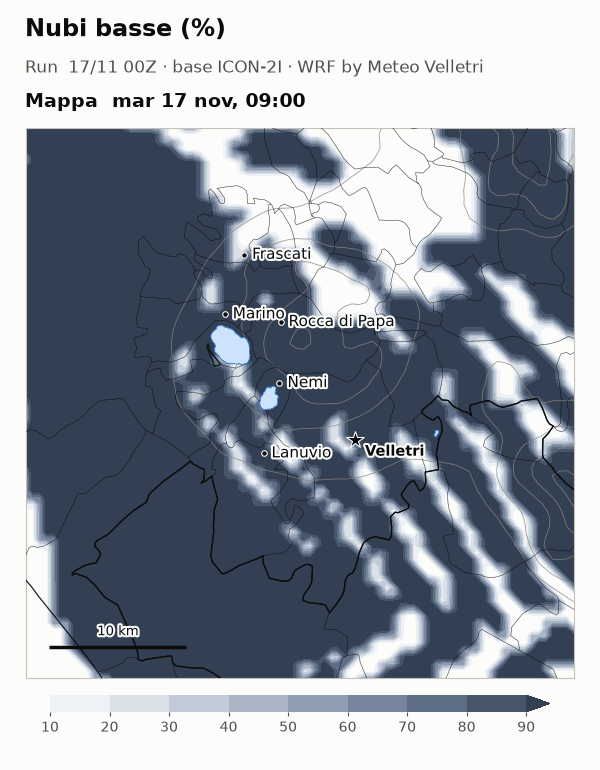 Nubi basse (%)
Run  17/11 00Z · base ICON-2I · WRF by Meteo Velletri
Mappa  mar 17 nov, 09:00
Frascati
Marino
Rocca di Papa
Nemi
Velletri
Lanuvio
10 km
10 20 30 40 50 60 70 80 90